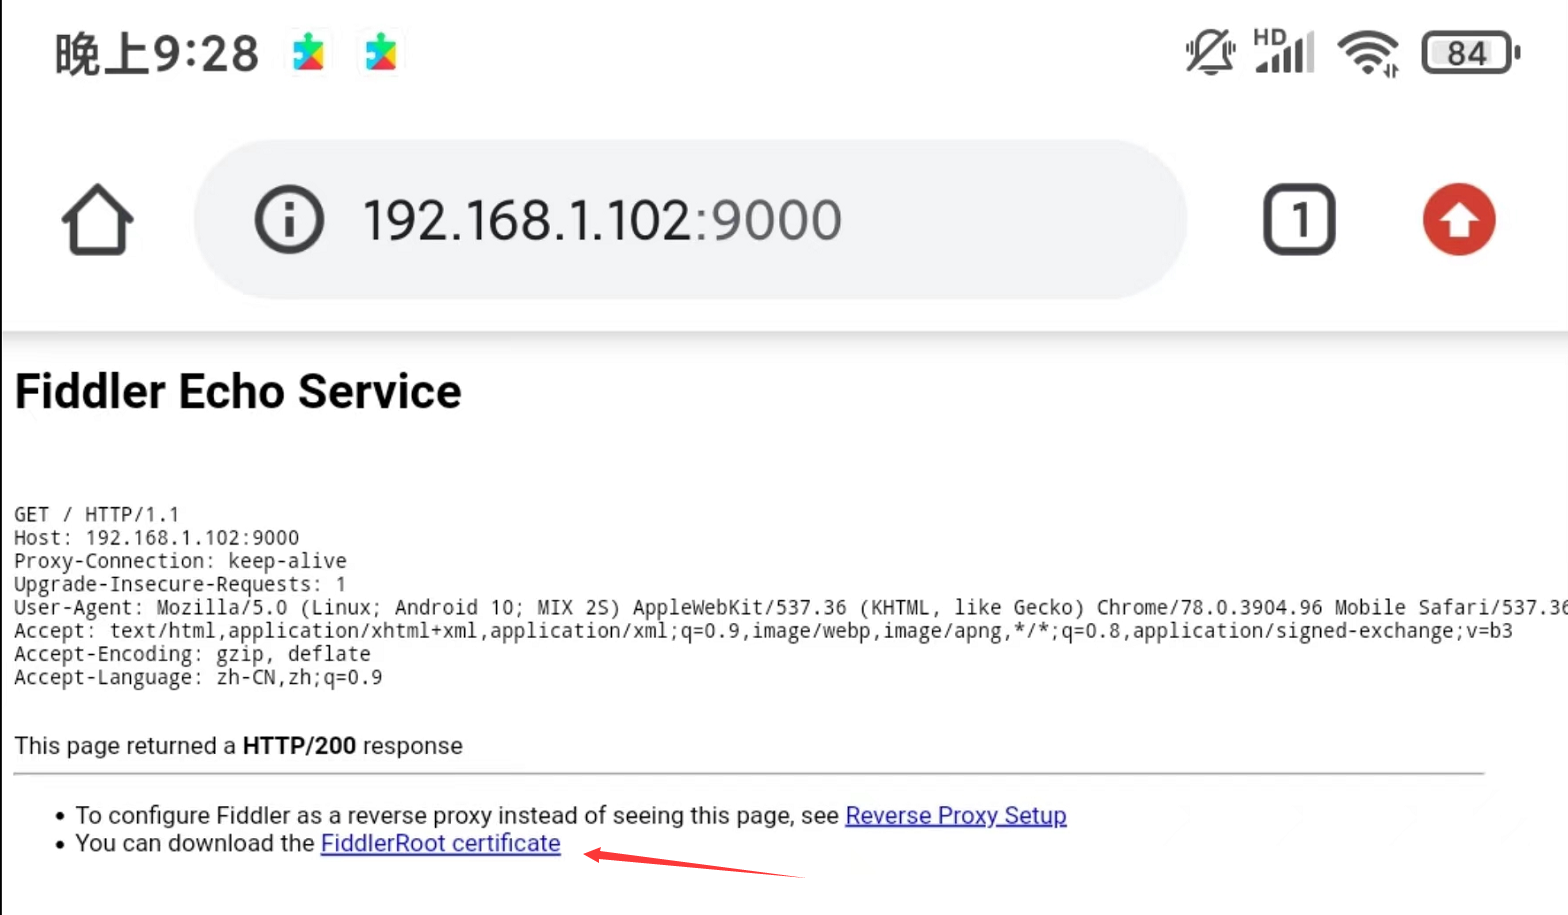 晚上9:28
HD
84
192.168.1.102:9000
1
Fiddler Echo Service
GET / HTTP/1.1
Host: 192.168.1.102:9000
Proxy-Connection: keep-alive
Upgrade-Insecure-Requests: 1
User-Agent: Mozilla/5.0 (Linux; Android 10; MIX 2S) AppleWebKit/537.36 (KHTML, like Gecko) Chrome/78.0.3904.96 Mobile Safari/537.36
Accept: text/html,application/xhtml+xml,application/xml;q=0.9,image/webp,image/apng,*/*;q=0.8,application/signed-exchange;v=b3
Accept-Encoding: gzip, deflate
Accept-Language: zh-CN,zh;q=0.9
This page returned a HTTP/200 response
• To configure Fiddler as a reverse proxy instead of seeing this page, see Reverse Proxy Setup
• You can download the FiddlerRoot certificate